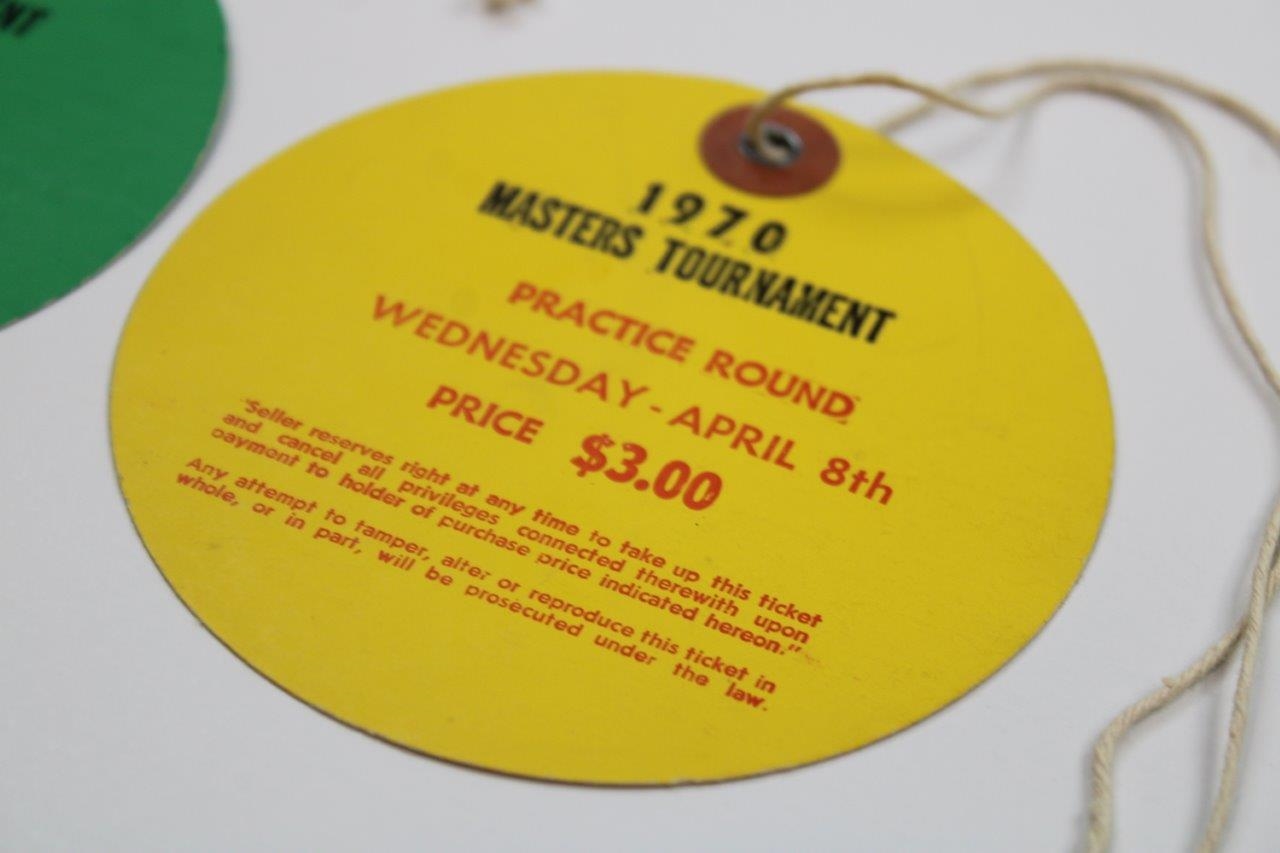 NT
1970
MASTERS TOURNAMENT
PRACTICE ROUND
WEDNESDAY - APRIL 8th
PRICE $3.00
"Seller reserves right at any time to take up this ticket
and cancel all privileges connected therewith upon
payment to holder of purchase price indicated hereon."
Any attempt to tamper, alter or reproduce this ticket in
whole, or in part, will be prosecuted under the law.